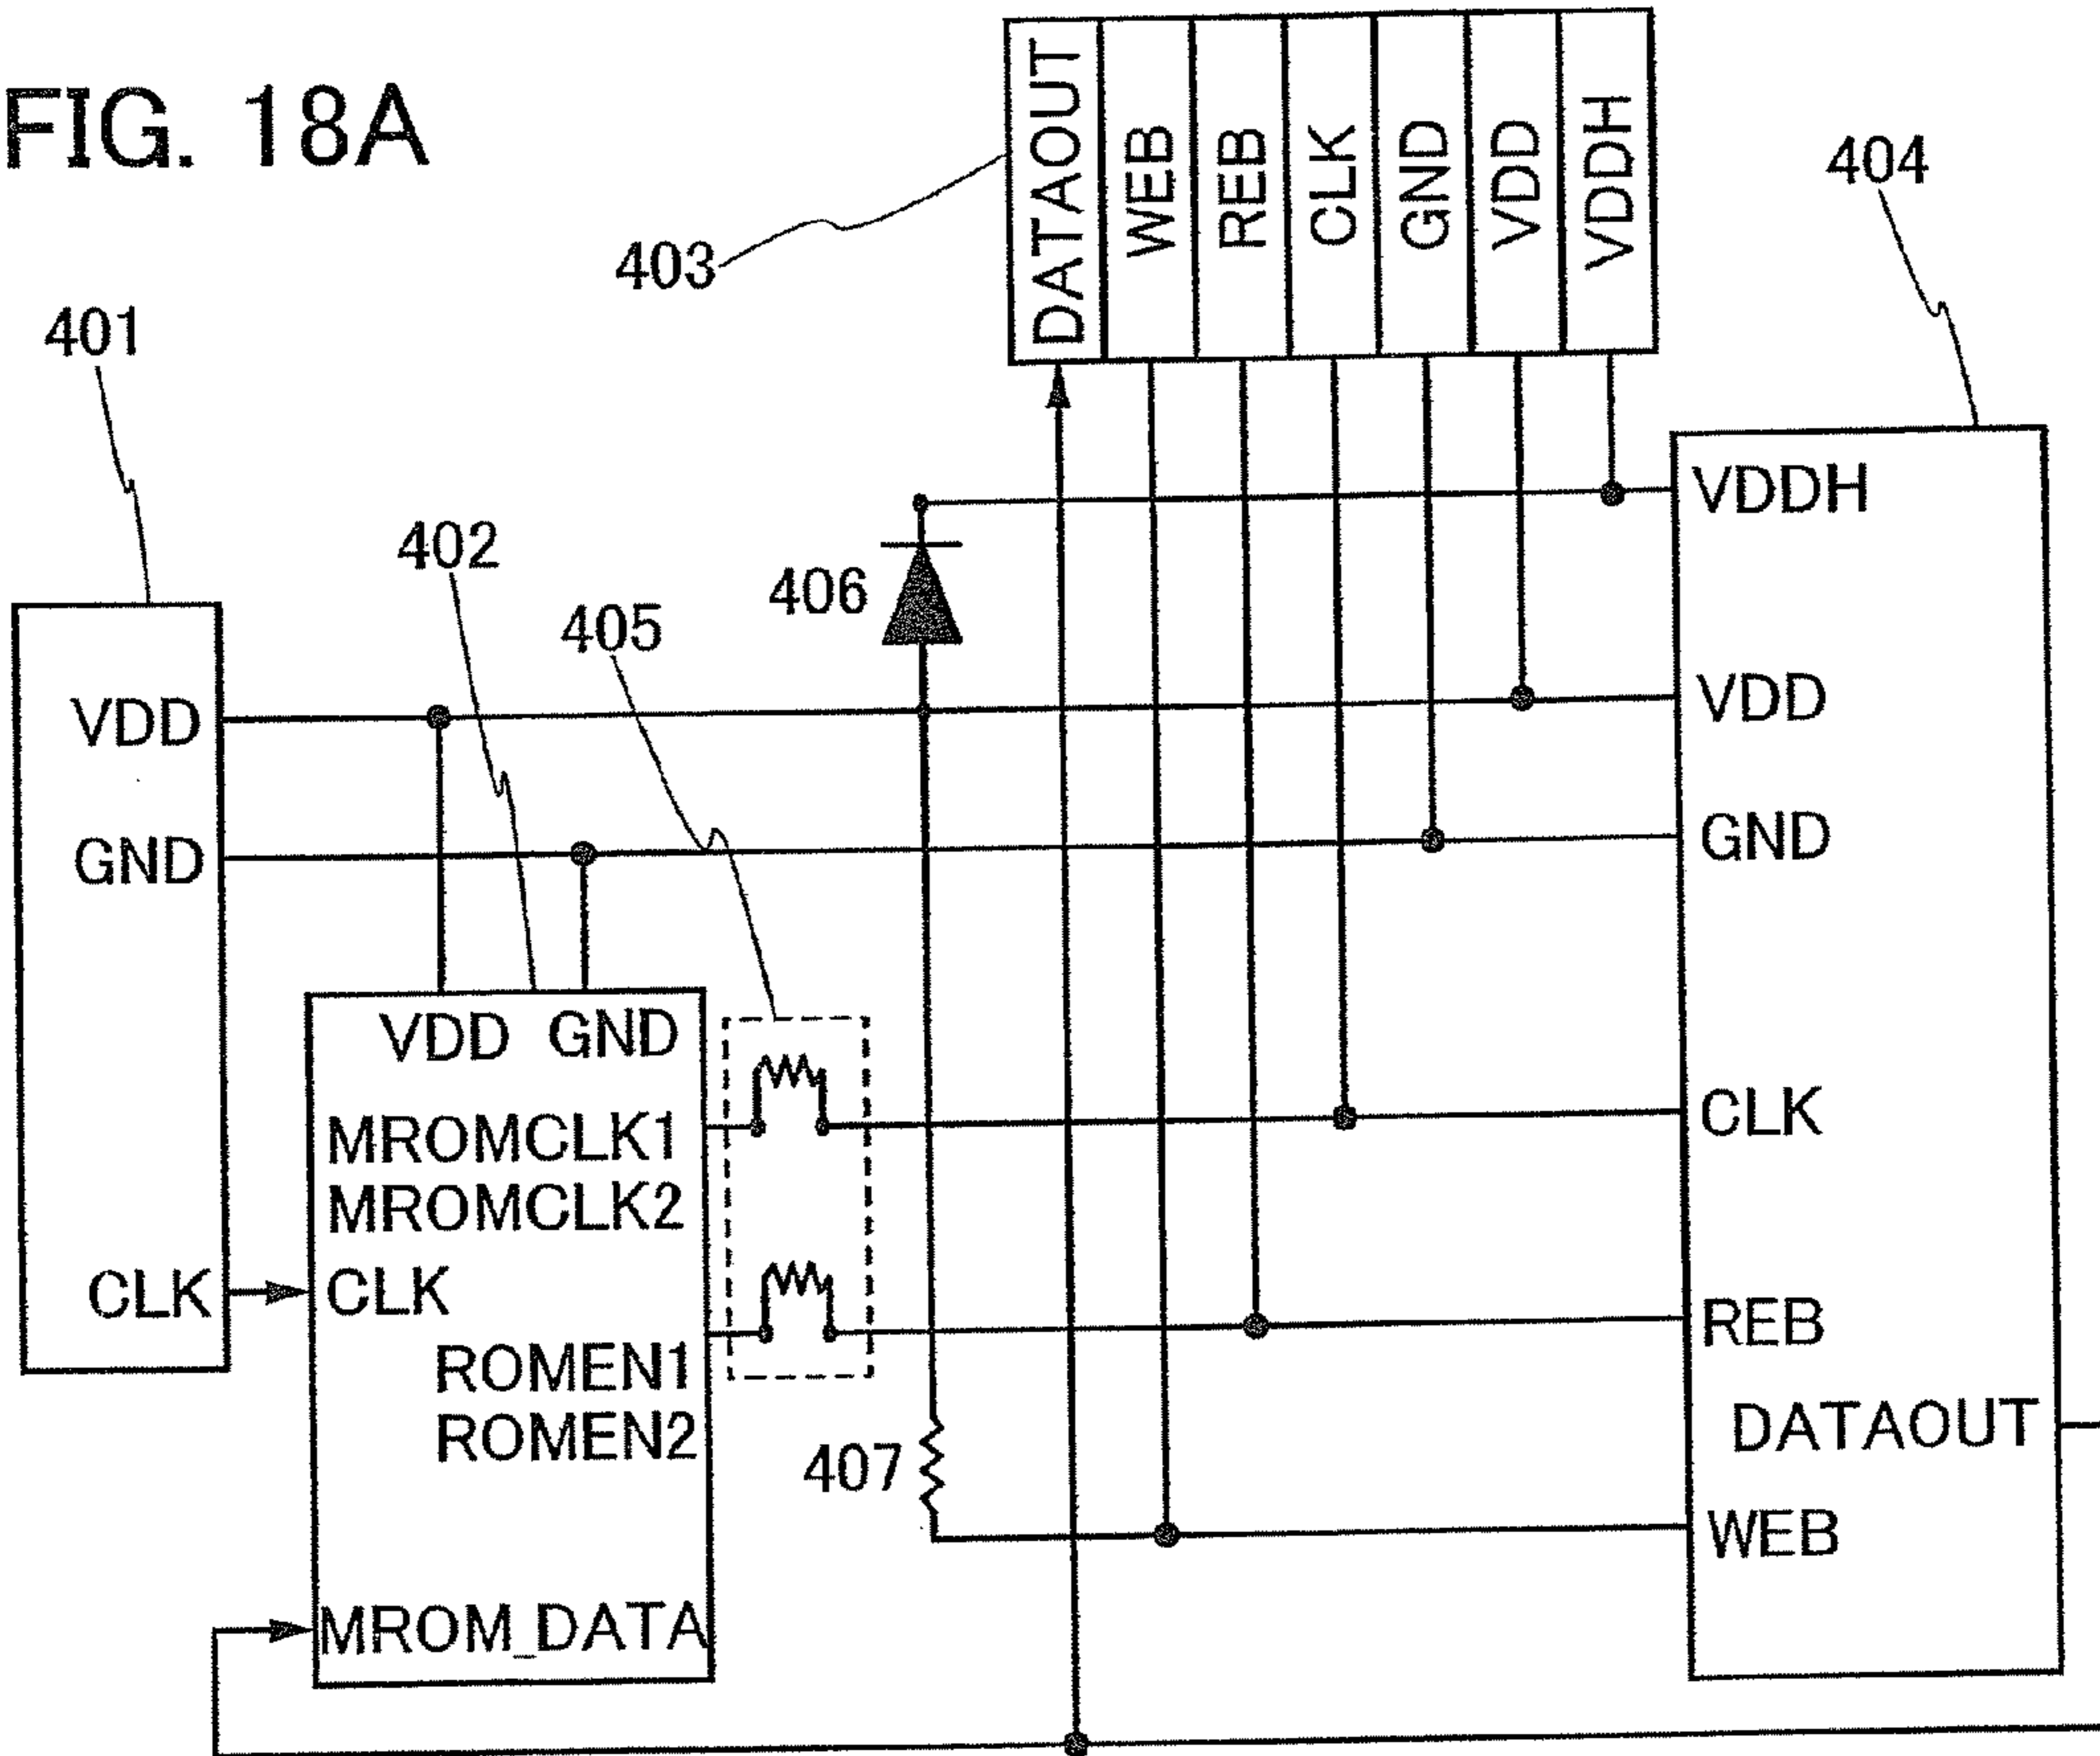 FIG. 18A
DATAOUT
WEB
REB
CLK
GND
VDD
VDDH
403
404
401
402
405
406
407
VDD
GND
CLK
VDD GND
MROMCLK1
MROMCLK2
CLK
ROMEN1
ROMEN2
MROM_DATA
VDDH
VDD
GND
CLK
REB
DATAOUT
WEB